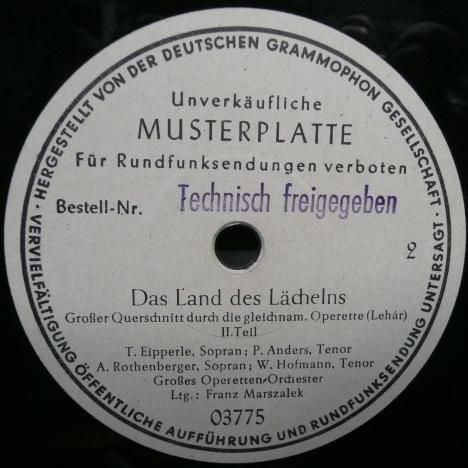 HERGESTELLT VON DER DEUTSCHEN GRAMMOPHON GESELLSCHAFT · VERVIELFÄLTIGUNG ÖFFENTLICHE AUFFÜHRUNG UND RUNDFUNKSENDUNG UNTERSAGT ·
Unverkäufliche
MUSTERPLATTE
Für Rundfunksendungen verboten
Bestell-Nr. Technisch freigegeben
2
Das Land des Lächelns
Großer Querschnitt durch die gleichnam. Operette (Lehár)
II. Teil
T. Eipperle, Sopran; P. Anders, Tenor
A. Rothenberger, Sopran; W. Hofmann, Tenor
Großes Operetten-Orchester
Ltg.: Franz Marszalek
03775